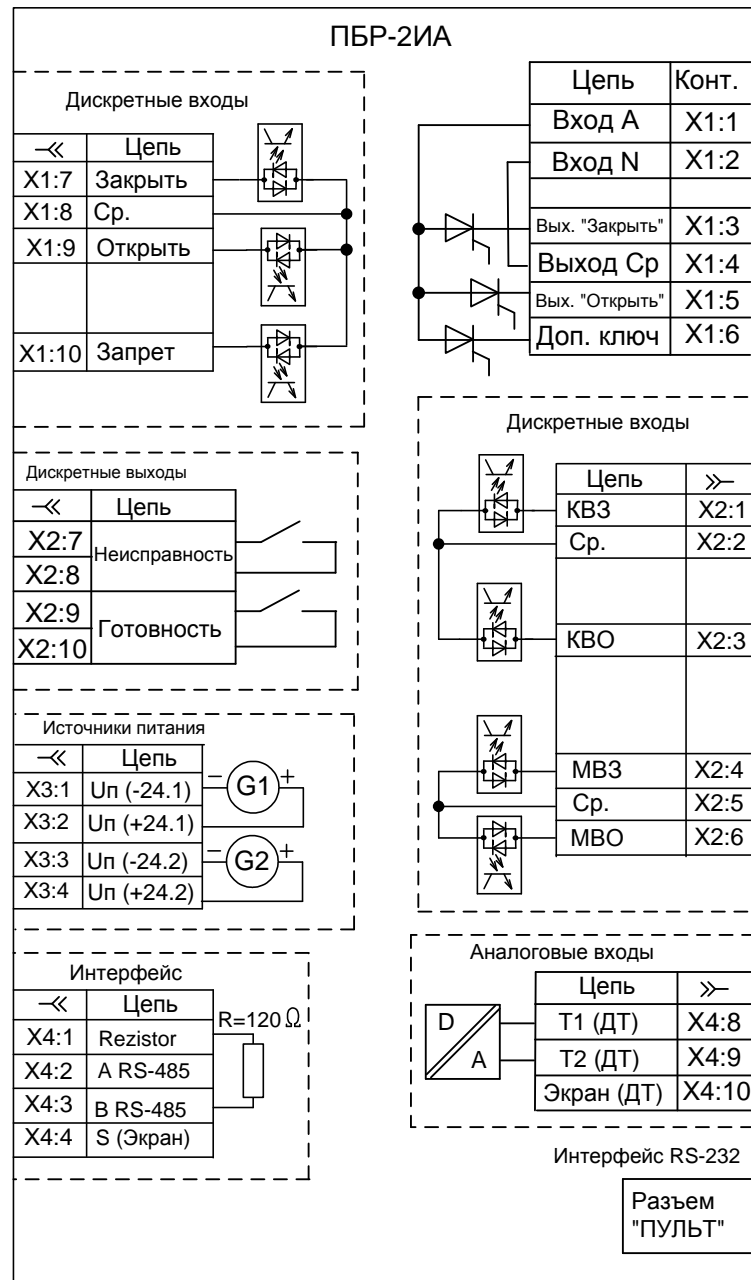 ПБР-2ИА
Дискретные входы
Цепь
X1:7 Закрыть
X1:8 Ср.
X1:9 Открыть
X1:10 Запрет
Цепь Конт.
Вход А X1:1
Вход N X1:2
Вых. "Закрыть" X1:3
Выход Ср X1:4
Вых. "Открыть" X1:5
Доп. ключ X1:6
Дискретные выходы
Цепь
X2:7
Неисправность
X2:8
X2:9
Готовность
X2:10
Дискретные входы
Цепь
КВЗ X2:1
Ср. X2:2
КВО X2:3
МВЗ X2:4
Ср. X2:5
МВО X2:6
Источники питания
Цепь
X3:1 Uп (-24.1) − G1 +
X3:2 Uп (+24.1)
X3:3 Uп (-24.2) − G2 +
X3:4 Uп (+24.2)
Интерфейс
Цепь
R=120 Ω
X4:1 Rezistor
X4:2 A RS-485
X4:3 B RS-485
X4:4 S (Экран)
Аналоговые входы
Цепь
D
A
Т1 (ДТ) X4:8
Т2 (ДТ) X4:9
Экран (ДТ) X4:10
Интерфейс RS-232
Разъем
"ПУЛЬТ"